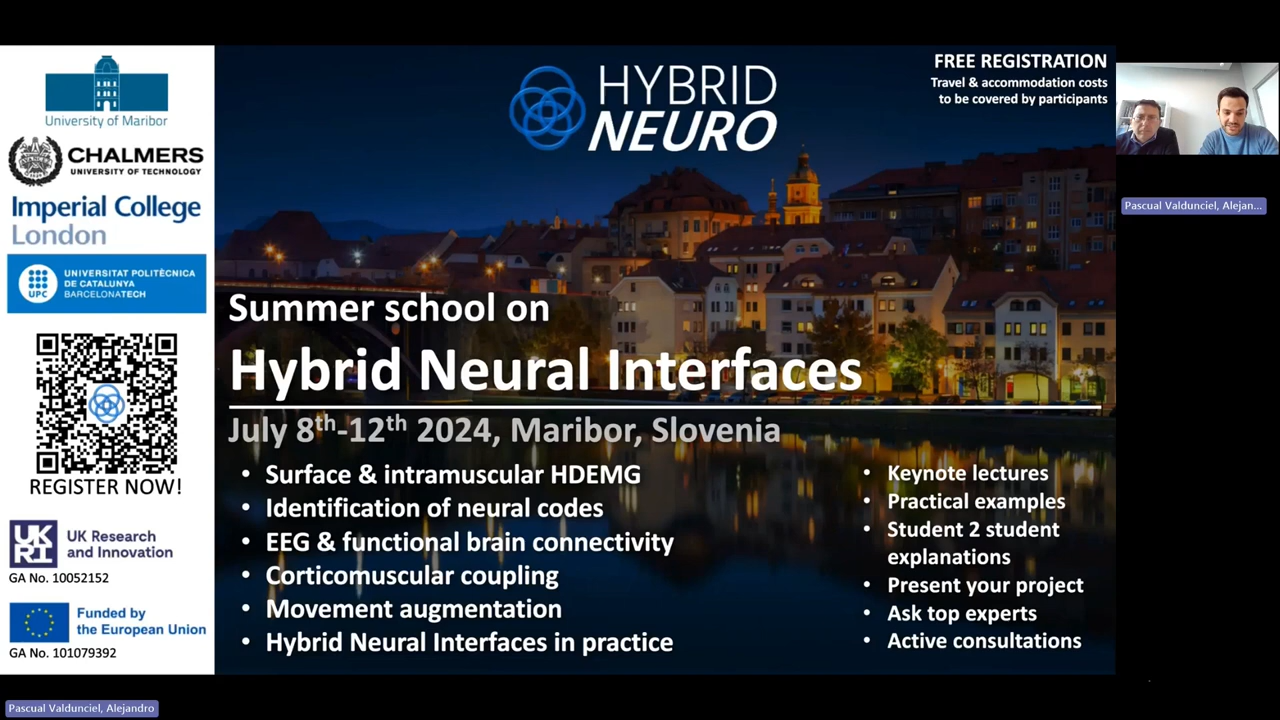 University of Maribor
CHALMERS
UNIVERSITY OF TECHNOLOGY
Imperial College
London
UPC
UNIVERSITAT POLITÈCNICA
DE CATALUNYA
BARCELONATECH
REGISTER NOW!
UK
RI
UK Research
and Innovation
GA No. 10052152
Funded by
the European Union
GA No. 101079392
HYBRID
NEURO
FREE REGISTRATION
Travel & accommodation costs
to be covered by participants
Summer school on
Hybrid Neural Interfaces
July 8th-12th 2024, Maribor, Slovenia
• Surface & intramuscular HDEMG
• Identification of neural codes
• EEG & functional brain connectivity
• Corticomuscular coupling
• Movement augmentation
• Hybrid Neural Interfaces in practice
• Keynote lectures
• Practical examples
• Student 2 student
explanations
• Present your project
• Ask top experts
• Active consultations
Pascual Valdunciel, Alejan...
Pascual Valdunciel, Alejandro